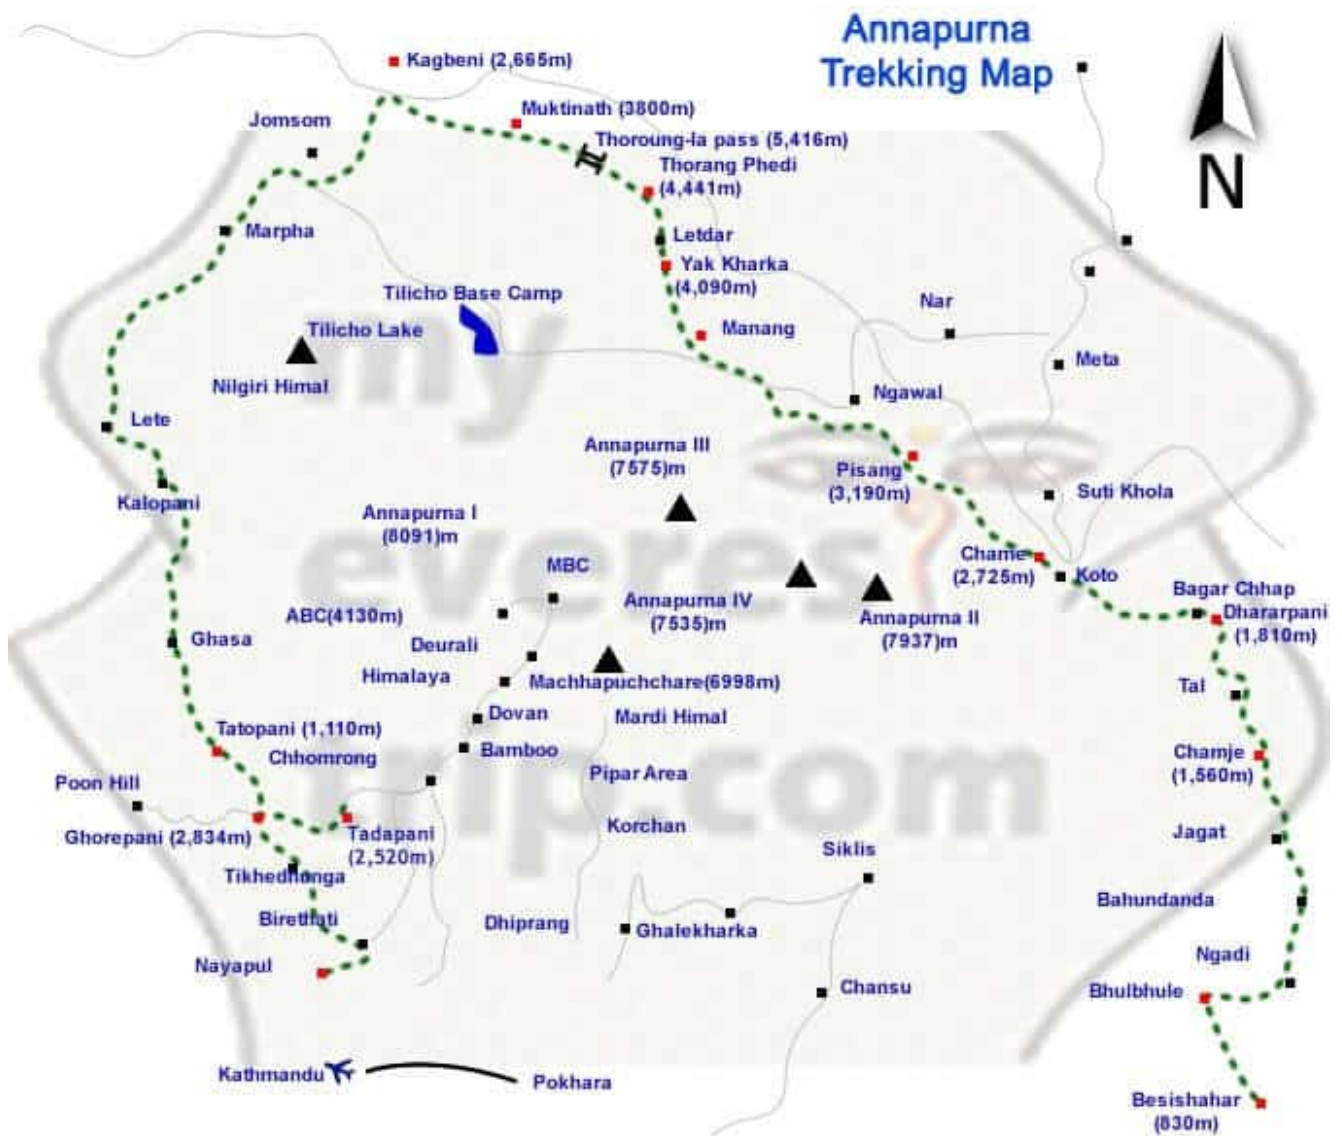 Annapurna
Trekking Map
Kagbeni (2,665m)
Muktinath (3800m)
Jomsom
Thoroung-la pass (5,416m)
Thorang Phedi
(4,441m)
N
Marpha
Letdar
Yak Kharka
(4,090m)
Tilicho Base Camp
Nar
Tilicho Lake
Manang
Meta
Nilgiri Himal
Ngawal
my
Lete
Annapurna III
(7575)m
Pisang
(3,190m)
Kalopani
Suti Khola
Annapurna I
(8091)m
everes
Chame
(2,725m)
MBC
Koto
Bagar Chhap
ABC(4130m)
Annapurna IV
(7535)m
Annapurna II
(7937)m
Dhararpani
(1,810m)
Ghasa
Deurali
Himalaya
Machhapuchchare(6998m)
Tal
Dovan
Mardi Himal
Tatopani (1,110m)
Chhomrong
Bamboo
Chamje
(1,560m)
Poon Hill
Pipar Area
trip.com
Ghorepani (2,834m)
Tadapani
(2,520m)
Korchan
Jagat
Siklis
Tikhedhunga
Bahundanda
Birethati
Dhiprang
Ghalekharka
Nayapul
Ngadi
Chansu
Bhulbhule
Kathmandu
Pokhara
Besishahar
(830m)